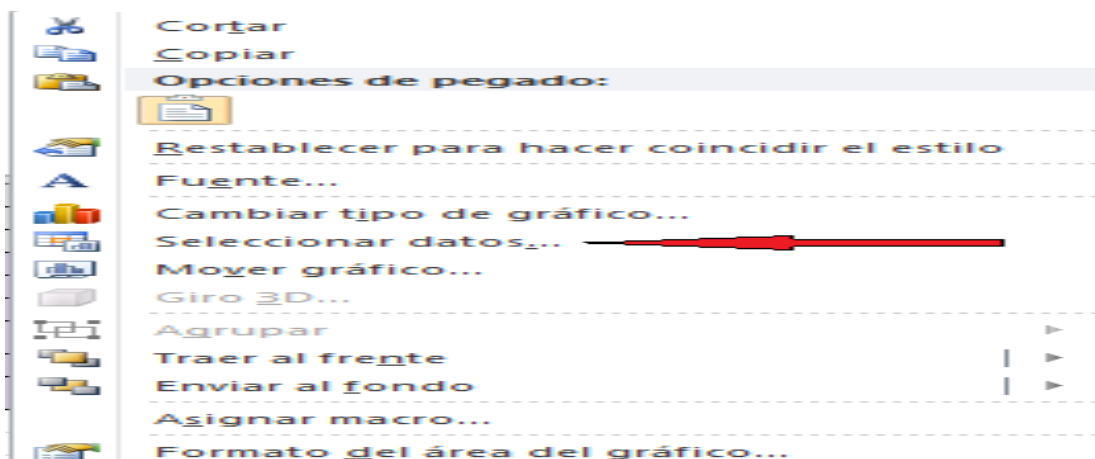 Cortar
Copiar
Opciones de pegado:
Restablecer para hacer coincidir el estilo
Fuente...
Cambiar tipo de gráfico...
Seleccionar datos...
Mover gráfico...
Giro 3D...
Agrupar
Traer al frente
Enviar al fondo
Asignar macro...
Formato del área del gráfico...